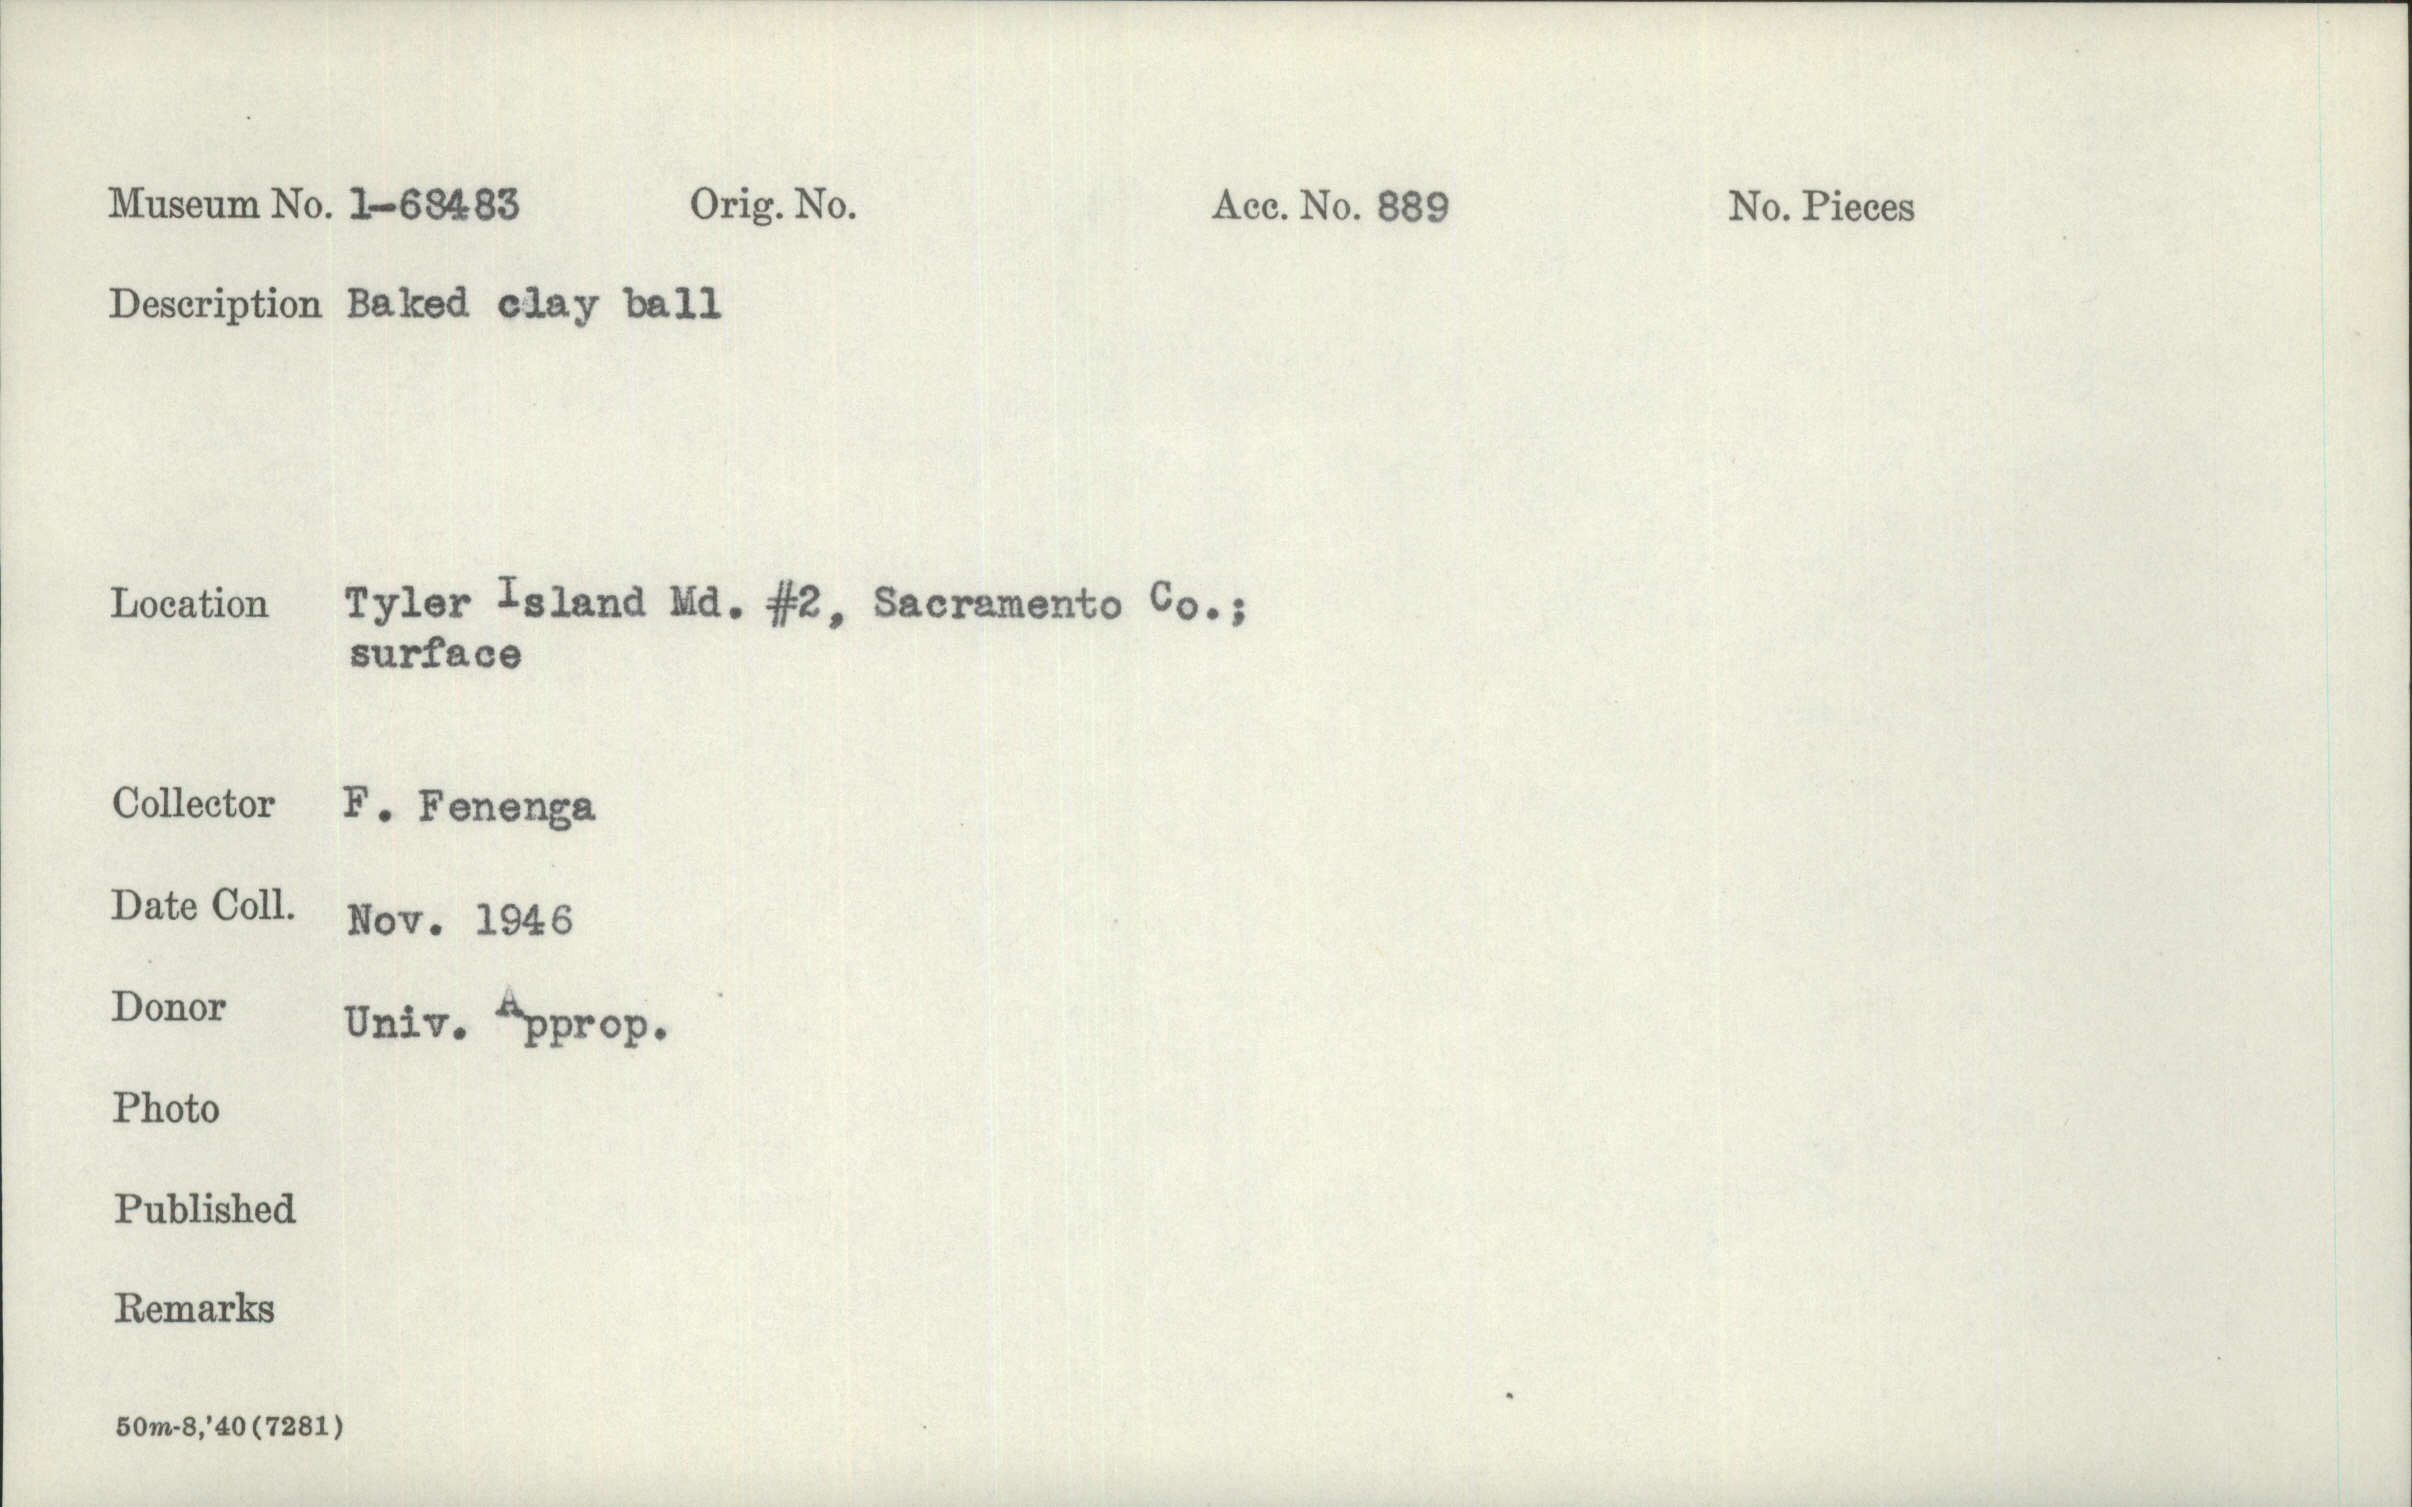 Museum No. 1-68483 Orig. No. Acc. No. 889 No. Pieces
Description Baked clay ball
Location Tyler Island Md. #2, Sacramento Co.;
surface
Collector F. Fenenga
Date Coll. Nov. 1946
Donor Univ. Approp.
Photo
Published
Remarks
50m-8,'40(7281)